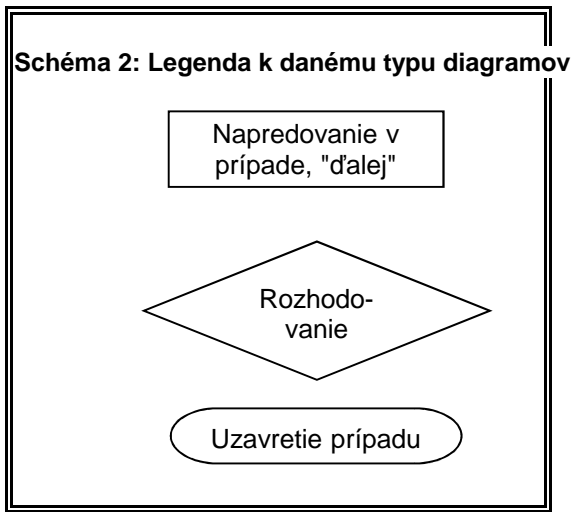 Schéma 2: Legenda k danému typu diagramov
Napredovanie v
prípade, "ďalej"
Rozhodo-
vanie
Uzavretie prípadu